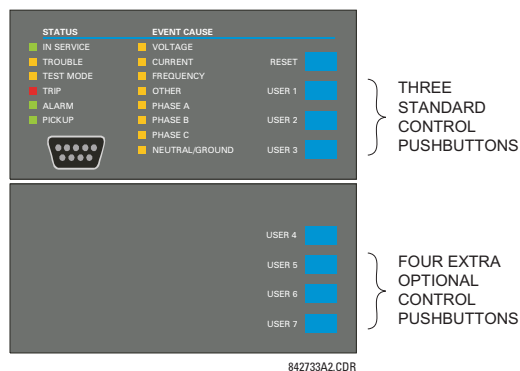 STATUS
IN SERVICE
TROUBLE
TEST MODE
TRIP
ALARM
PICKUP
EVENT CAUSE
VOLTAGE
CURRENT
FREQUENCY
OTHER
PHASE A
PHASE B
PHASE C
NEUTRAL/GROUND
RESET
USER 1
USER 2
USER 3
THREE
STANDARD
CONTROL
PUSHBUTTONS
USER 4
USER 5
USER 6
USER 7
FOUR EXTRA
OPTIONAL
CONTROL
PUSHBUTTONS
842733A2.CDR